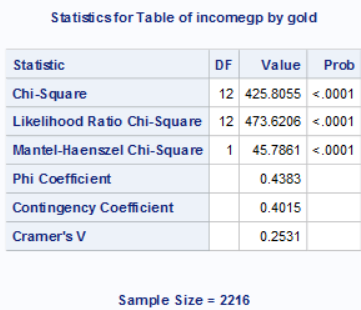 Statistics for Table of incomegp by gold
Statistic DF Value Prob
Chi-Square 12 425.8055 <.0001
Likelihood Ratio Chi-Square 12 473.6206 <.0001
Mantel-Haenszel Chi-Square 1 45.7861 <.0001
Phi Coefficient 0.4383
Contingency Coefficient 0.4015
Cramer's V 0.2531
Sample Size = 2216